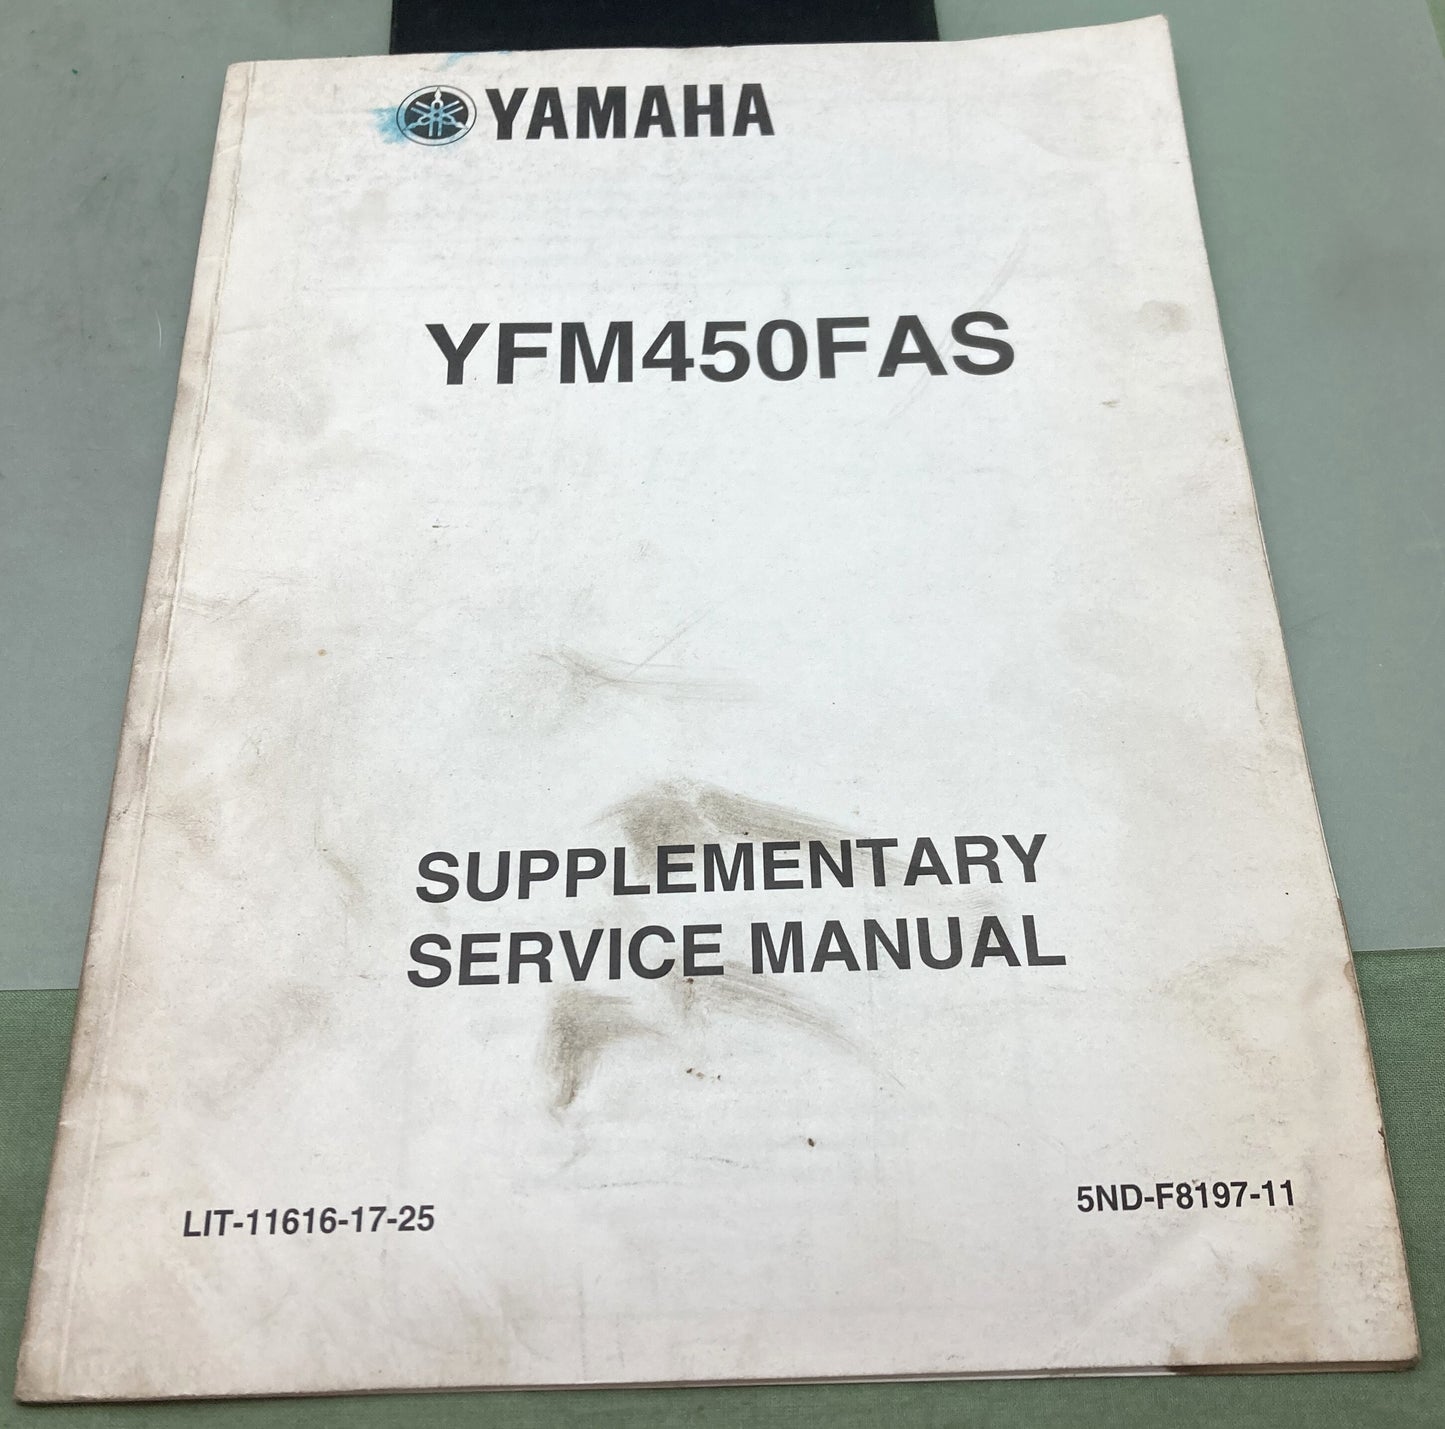 YAMAHA
YFM450FAS
SUPPLEMENTARY
SERVICE MANUAL
LIT-11616-17-25
5ND-F8197-11